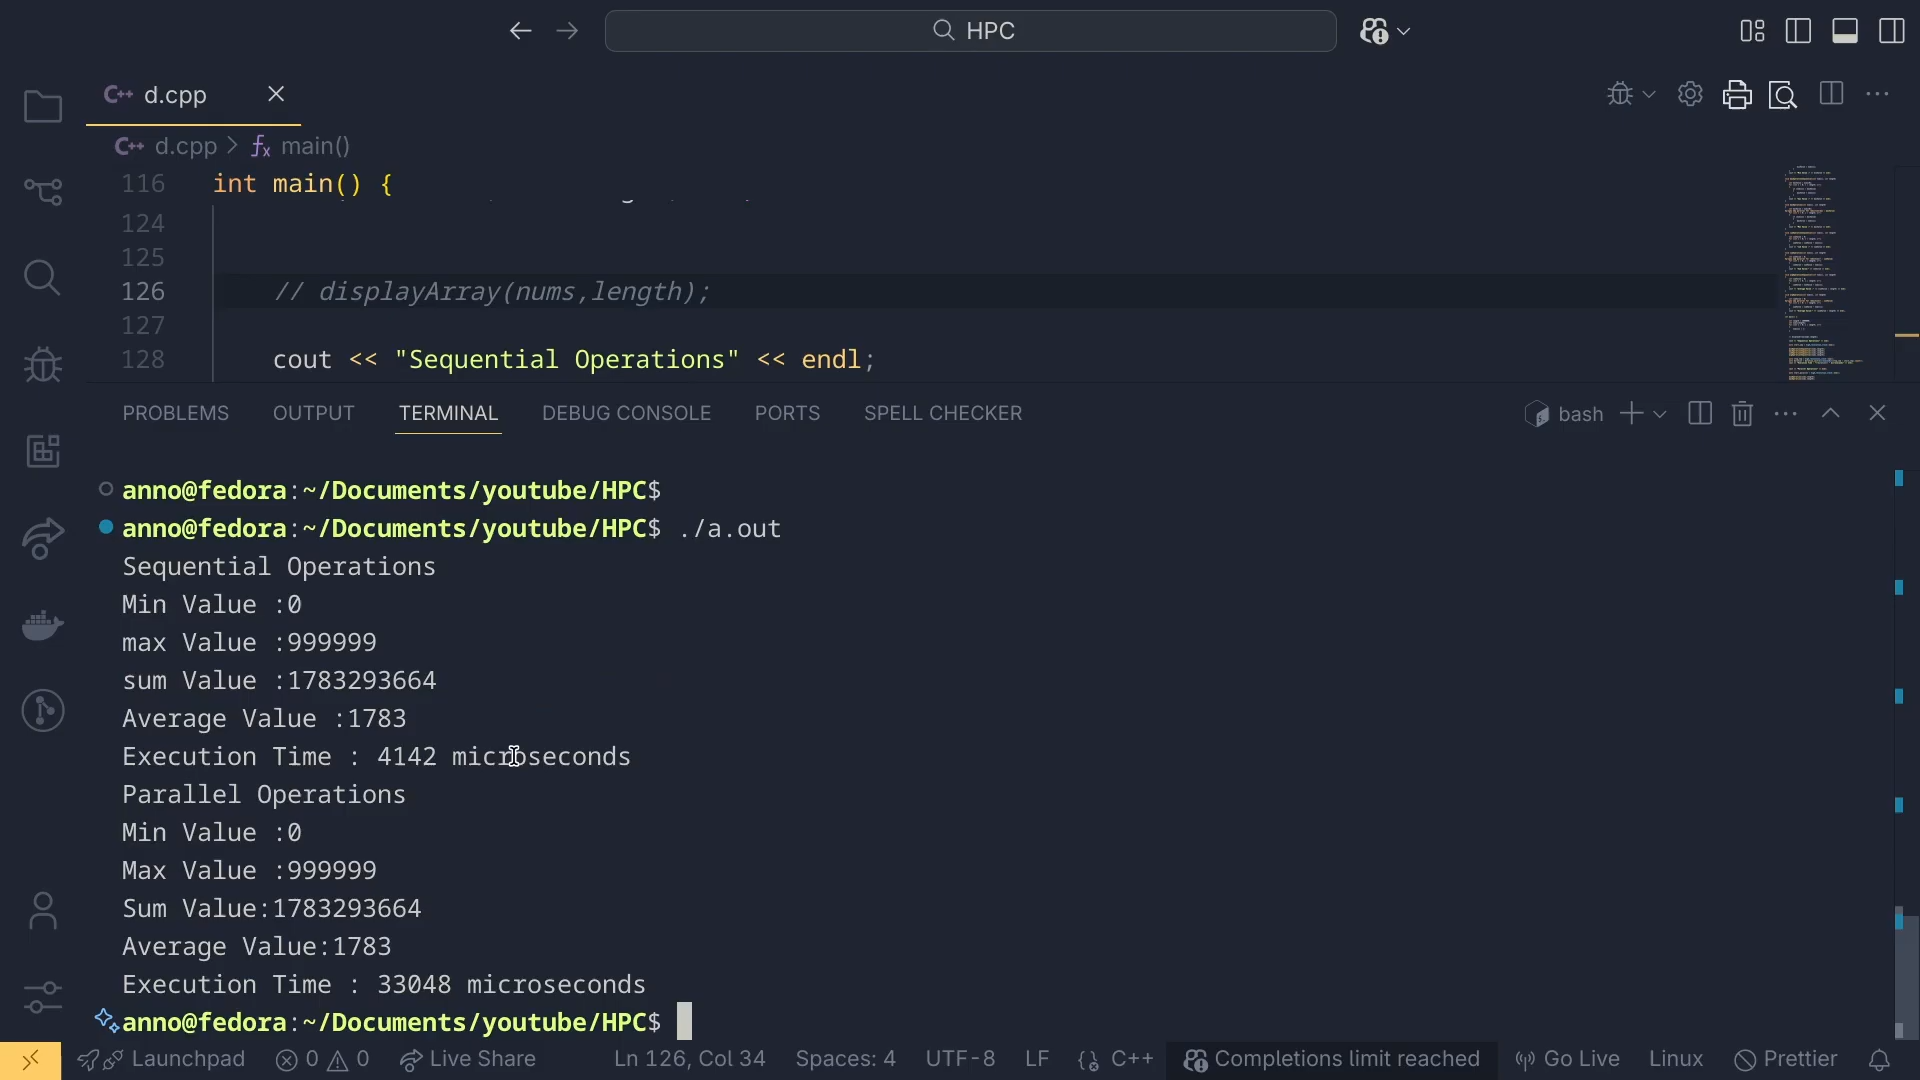 HPC
C++ d.cpp
C++ d.cpp > fx main()
116 int main() {
124
125
126 // displayArray(nums,length);
127
128 cout << "Sequential Operations" << endl;
PROBLEMS OUTPUT TERMINAL DEBUG CONSOLE PORTS SPELL CHECKER bash
anno@fedora:~/Documents/youtube/HPC$
anno@fedora:~/Documents/youtube/HPC$ ./a.out
Sequential Operations
Min Value :0
max Value :999999
sum Value :1783293664
Average Value :1783
Execution Time : 4142 microseconds
Parallel Operations
Min Value :0
Max Value :999999
Sum Value:1783293664
Average Value:1783
Execution Time : 33048 microseconds
anno@fedora:~/Documents/youtube/HPC$
Launchpad 0 0 Live Share Ln 126, Col 34 Spaces: 4 UTF-8 LF {} C++ Completions limit reached Go Live Linux Prettier